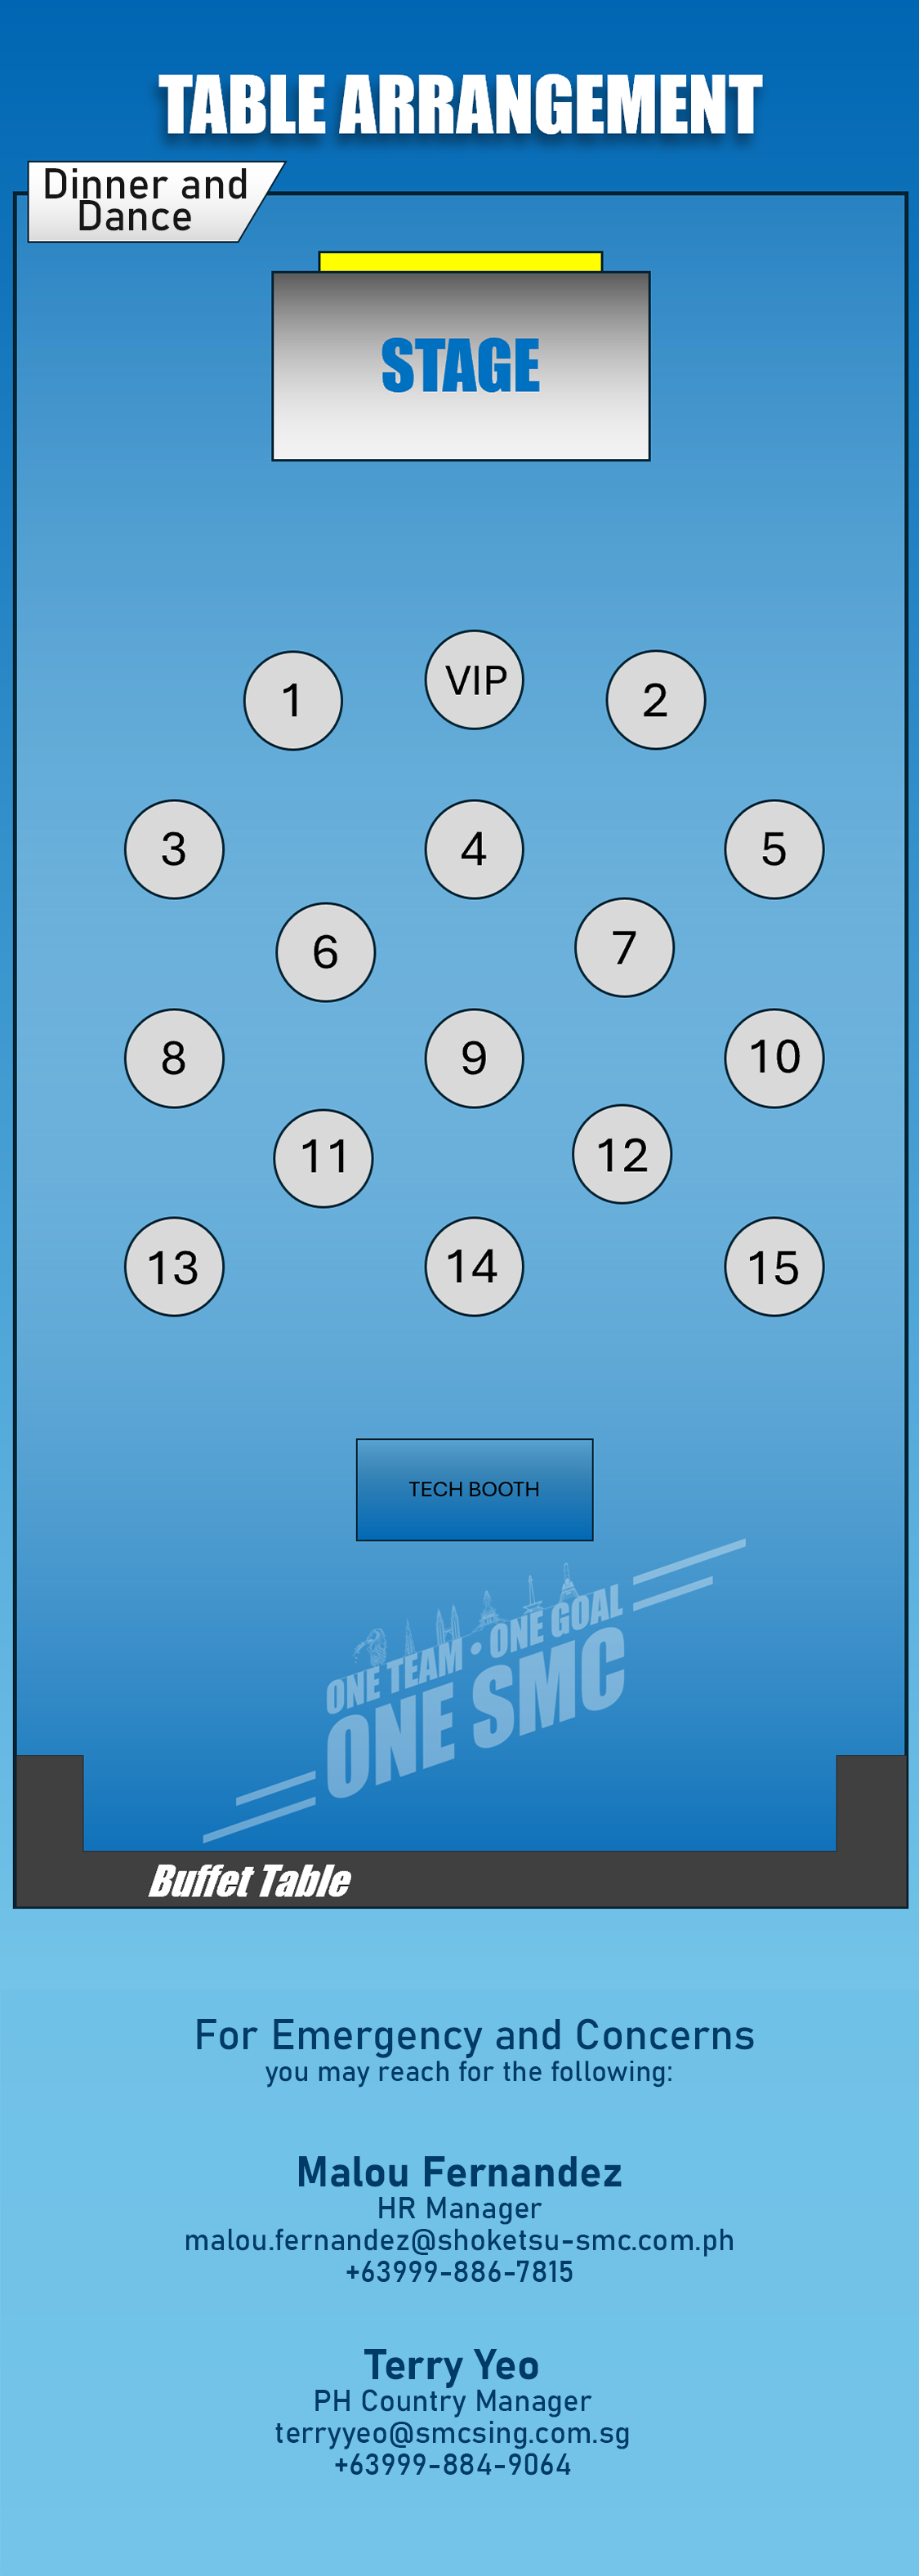 TABLE ARRANGEMENT
Dinner and
Dance
STAGE
VIP
1
2
3
4
5
6
7
8
9
10
11
12
13
14
15
TECH BOOTH
ONE TEAM • ONE GOAL
ONE SMC
Buffet Table
For Emergency and Concerns
you may reach for the following:
Malou Fernandez
HR Manager
malou.fernandez@shoketsu-smc.com.ph
+63999-886-7815
Terry Yeo
PH Country Manager
terryyeo@smcsing.com.sg
+63999-884-9064